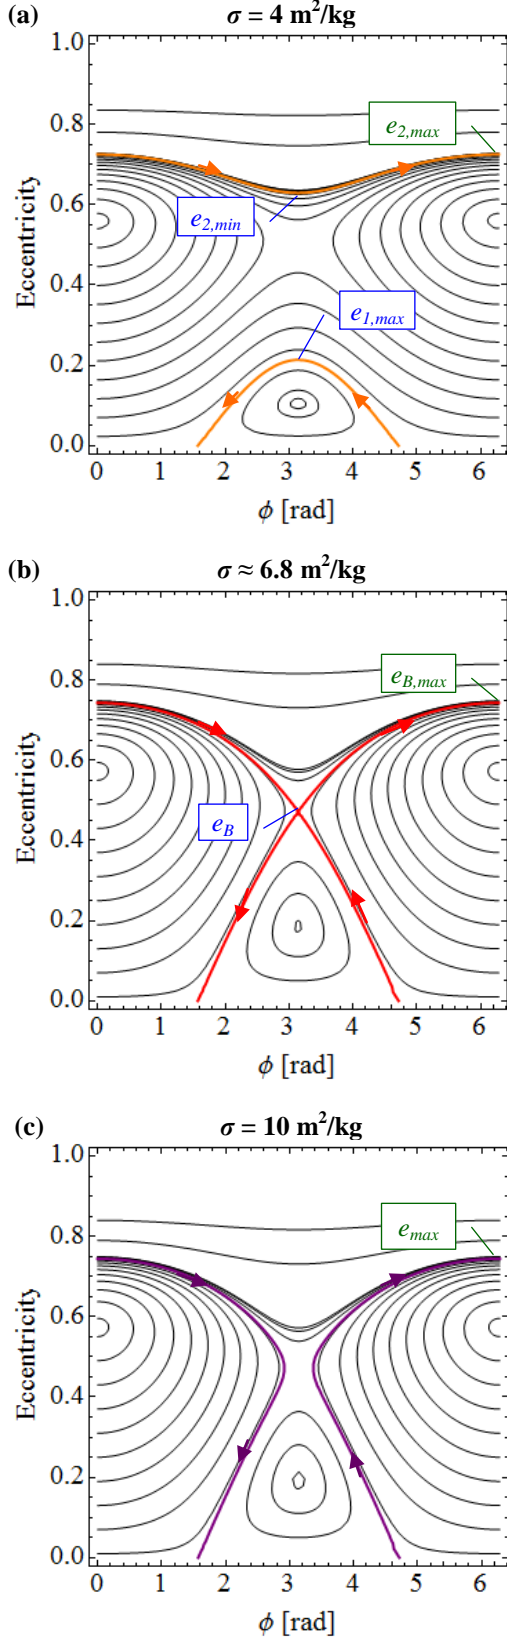 (a) σ = 4 m²/kg
1.0
e2,max
0.8
Eccentricity
0.6
e2,min
0.4
e1,max
0.2
0.0
0 1 2 3 4 5 6
ϕ [rad]
(b) σ ≈ 6.8 m²/kg
1.0
eB,max
0.8
Eccentricity
0.6
0.4
eB
0.2
0.0
0 1 2 3 4 5 6
ϕ [rad]
(c) σ = 10 m²/kg
1.0
emax
0.8
Eccentricity
0.6
0.4
0.2
0.0
0 1 2 3 4 5 6
ϕ [rad]